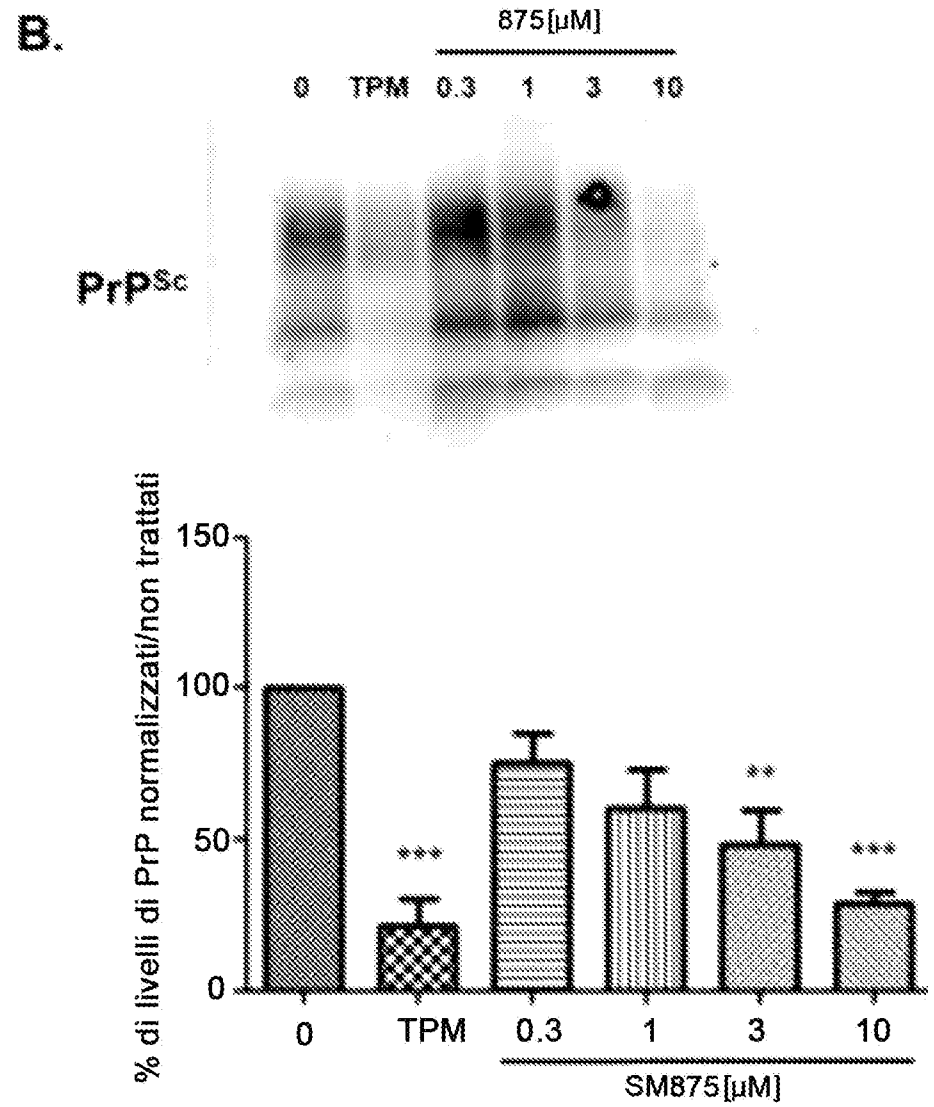 B.
875[µM]
0 TPM 0.3 1 3 10
PrPSc
% di livelli di PrP normalizzati/non trattati
150
100
50
0
***
**
***
0 TPM 0.3 1 3 10
SM875[µM]